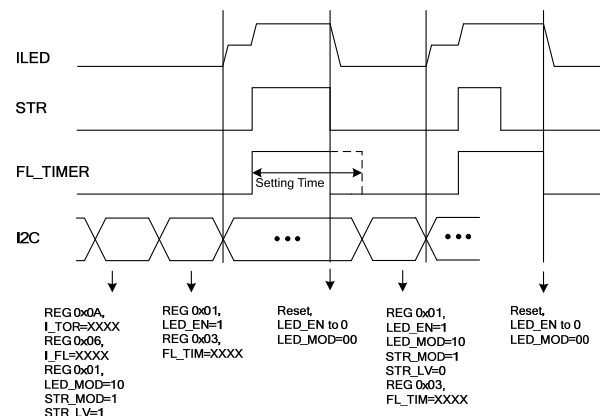 ILED
STR
FL_TIMER
Setting Time
I2C
•••
•••
REG 0x0A,
I_TOR=XXXX
REG 0x06,
I_FL=XXXX
REG 0x01,
LED_MOD=10
STR_MOD=1
STR_LV=1
REG 0x01,
LED_EN=1
REG 0x03,
FL_TIM=XXXX
Reset,
LED_EN to 0
LED_MOD=00
REG 0x01,
LED_EN=1
LED_MOD=10
STR_MOD=1
STR_LV=0
REG 0x03,
FL_TIM=XXXX
Reset,
LED_EN to 0
LED_MOD=00